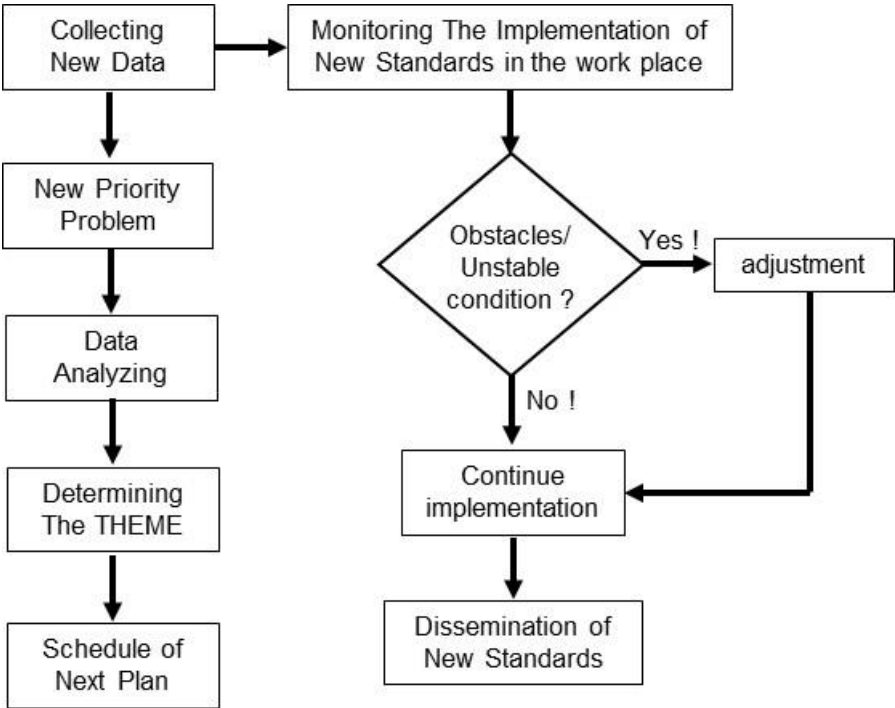 Collecting
New Data
Monitoring The Implementation of
New Standards in the work place
New Priority
Problem
Obstacles/
Unstable
condition ?
Yes !
adjustment
Data
Analyzing
No !
Determining
The THEME
Continue
implementation
Schedule of
Next Plan
Dissemination of
New Standards